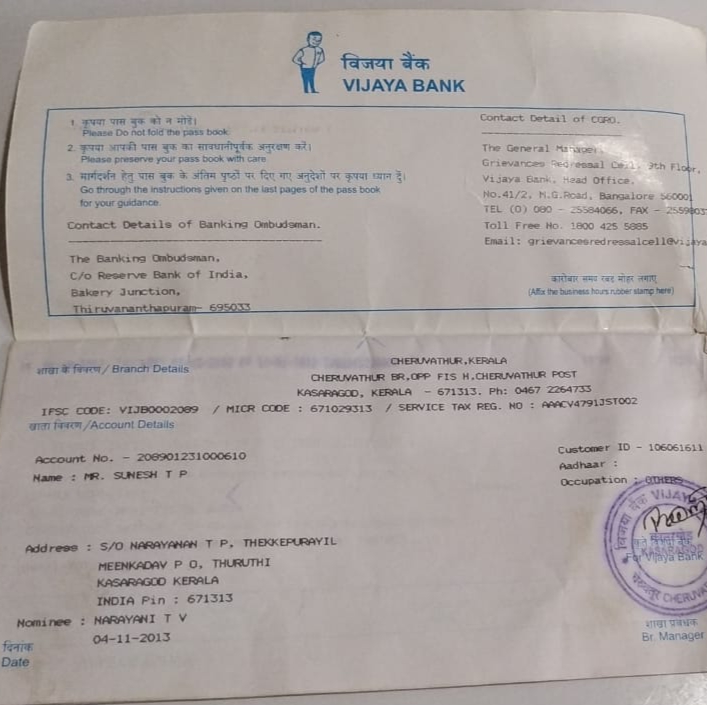 विजया बैंक
VIJAYA BANK
1. कृपया पास बुक को न मोडें।
Please Do not fold the pass book.
2. कृपया आपकी पास बुक का सावधानीपूर्वक अनुरक्षण करें।
Please preserve your pass book with care.
3. मार्गदर्शन हेतु पास बुक के अंतिम पृष्ठों पर दिए गए अनुदेशों पर कृपया ध्यान दें।
Go through the instructions given on the last pages of the pass book
for your guidance.
Contact Details of Banking Ombudsman.
The Banking Ombudsman,
C/o Reserve Bank of India,
Bakery Junction,
Thiruvananthapuram- 695033
Contact Detail of CGRO.
The General Manager,
Grievances Redressal Cell, 9th Floor,
Vijaya Bank, Head Office,
No.41/2, M.G.Road, Bangalore 56000
TEL (O) 080 - 25584066, FAX - 2559803
Toll Free No. 1800 425 5885
Email: grievancesredressalcell@vijaya
कारोबार समय रबड मोहर लगाए
(Affix the business hours rubber stamp here)
शाखा के विवरण / Branch Details
CHERUVATHUR,KERALA
CHERUVATHUR BR,OPP FIS H,CHERUVATHUR POST
KASARAGOD, KERALA - 671313. Ph: 0467 2264733
IFSC CODE: VIJB0002089 / MICR CODE : 671029313 / SERVICE TAX REG. NO : AAACV4791JST002
खाता विवरण /Account Details
Account No. - 208901231000610
Name : MR. SUNESH T P
Customer ID - 106061611
Aadhaar :
Occupation : OTHERS
Address : S/O NARAYANAN T P, THEKKEPURAYIL
MEENKADAV P O, THURUTHI
KASARAGOD KERALA
INDIA Pin : 671313
Nominee : NARAYANI T V
दिनांक
Date
04-11-2013
विजया बैंक VIJAY
KASARAGOD
For Vijaya Bank
CHERUVA
शाखा प्रबंधक
Br. Manager